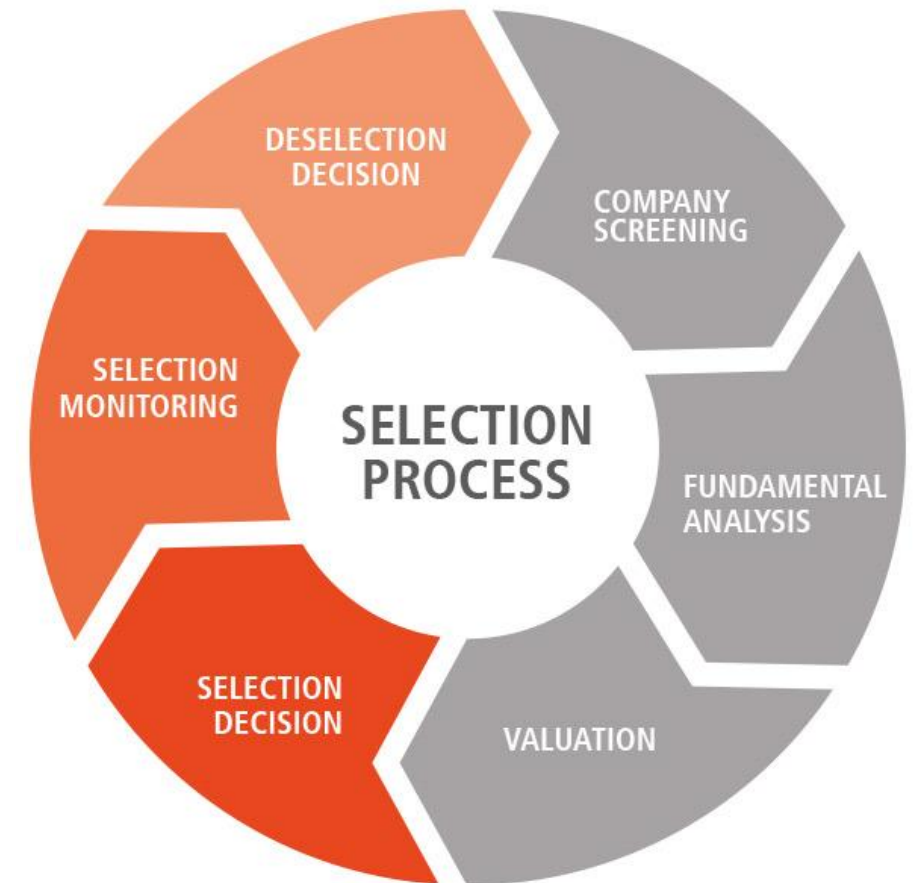 SELECTION
PROCESS
COMPANY
SCREENING
FUNDAMENTAL
ANALYSIS
VALUATION
SELECTION
DECISION
SELECTION
MONITORING
DESELECTION
DECISION